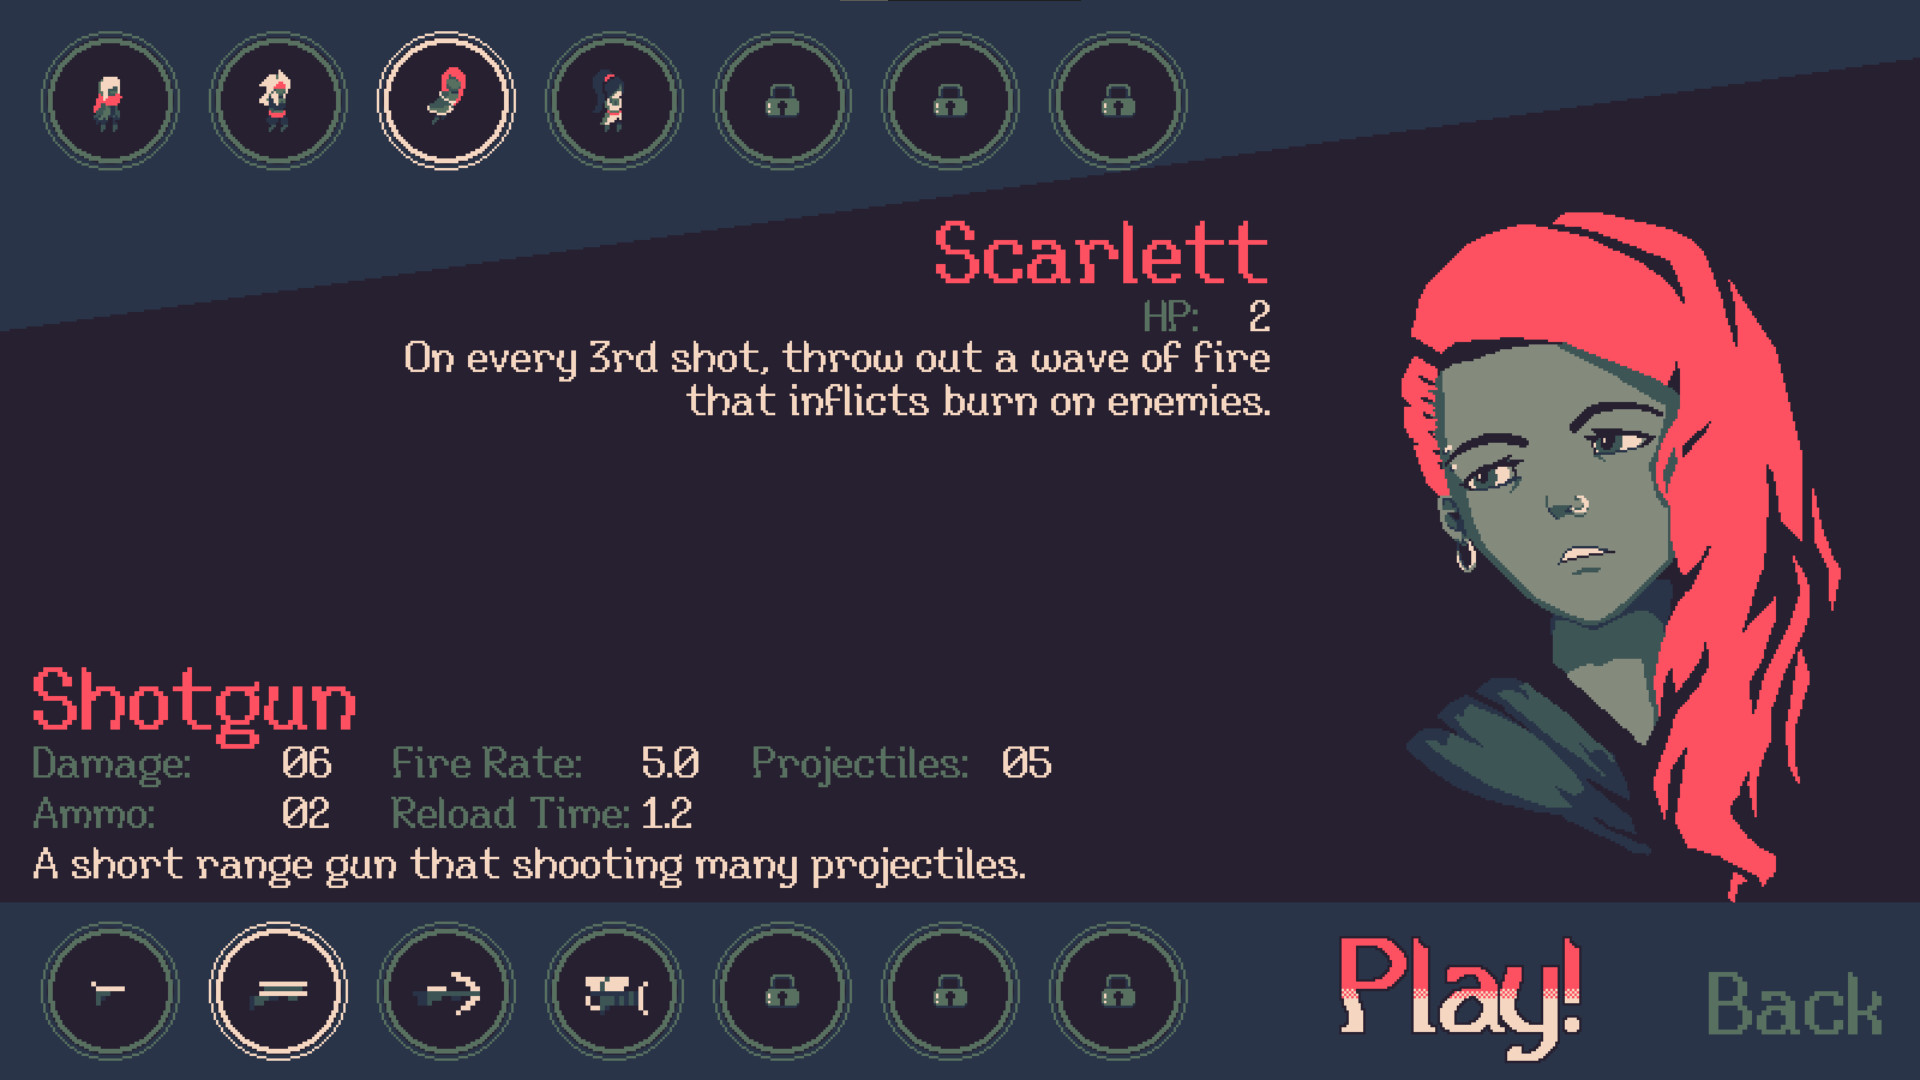 Scarlett
HP: 2
On every 3rd shot, throw out a wave of fire
that inflicts burn on enemies.
Shotgun
Damage: 06 Fire Rate: 5.0 Projectiles: 05
Ammo: 02 Reload Time: 1.2
A short range gun that shooting many projectiles.
Play!
Back